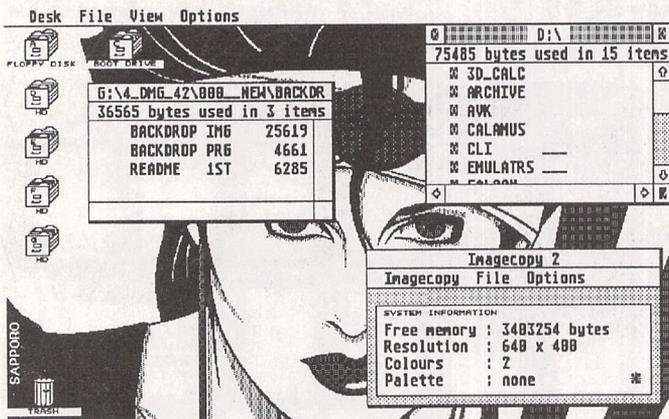 Desk File View Options
FLOPPY DISK
BOOT DRIVE
HD
HD
HD
HD
SAPPORO
TRASH
G:\4_DMG_42\000__NEW\BACKDR
36565 bytes used in 3 items
BACKDROP IMG 25619
BACKDROP PRG 4661
README 1ST 6285
D:\
75485 bytes used in 15 items
3D_CALC
ARCHIVE
AVK
CALAMUS
CLI
EMULATRS
Imagecopy 2
Imagecopy File Options
SYSTEM INFORMATION
Free memory : 3403254 bytes
Resolution : 640 x 400
Colours : 2
Palette : none